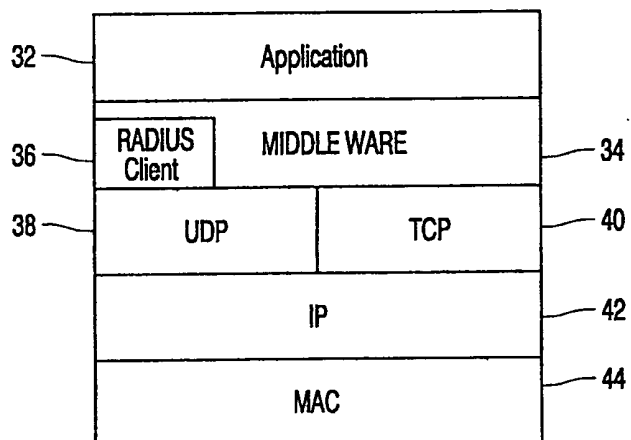 32
Application
36
RADIUS
Client
MIDDLE WARE
34
38
UDP
TCP
40
IP
42
MAC
44